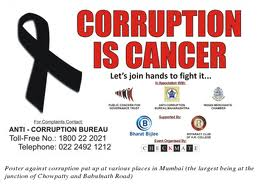 CORRUPTION
IS CANCER
Let's join hands to fight it...
PUBLIC CONCERN FOR
GOVERNANCE TRUST
ANTI-CORRUPTION
BUREAU MAHARASHTRA
INDIAN MERCHANTS
CHAMBER
For Complaints Contact:
ANTI - CORRUPTION BUREAU
Toll-Free No.: 1800 22 2021
Telephone: 022 2492 1212
Supported By:
Bharat Bijlee
ROTARACT CLUB
OF H.R. COLLEGE
Event Organised By:
CHECKMATE
Poster against corruption put up at various places in Mumbai (the largest being at the
junction of Chowpatty and Babulnath Road)